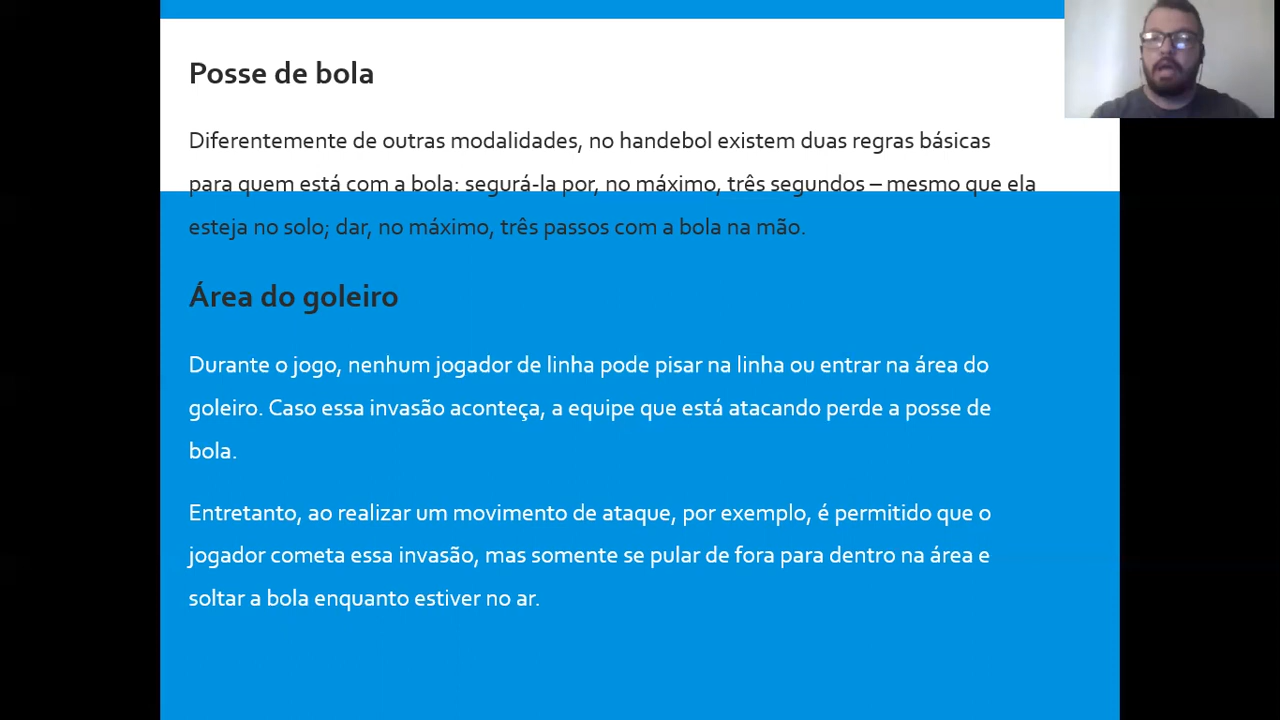 Posse de bola
Diferentemente de outras modalidades, no handebol existem duas regras básicas
para quem está com a bola: segurá-la por, no máximo, três segundos – mesmo que ela
esteja no solo; dar, no máximo, três passos com a bola na mão.
Área do goleiro
Durante o jogo, nenhum jogador de linha pode pisar na linha ou entrar na área do
goleiro. Caso essa invasão aconteça, a equipe que está atacando perde a posse de
bola.
Entretanto, ao realizar um movimento de ataque, por exemplo, é permitido que o
jogador cometa essa invasão, mas somente se pular de fora para dentro na área e
soltar a bola enquanto estiver no ar.